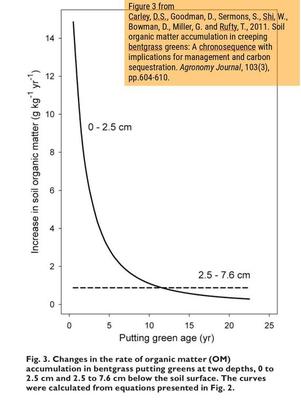 Figure 3 from
Carley, D.S., Goodman, D., Sermons, S., Shi, W.,
Bowman, D., Miller, G. and Rufty, T., 2011. Soil
organic matter accumulation in creeping
bentgrass greens: A chronosequence with
implications for management and carbon
sequestration. Agronomy Journal, 103(3),
pp.604-610.
Increase in soil organic matter (g kg⁻¹ yr⁻¹)
14
12
10
8
6
4
2
0
0 - 2.5 cm
2.5 - 7.6 cm
0 5 10 15 20 25
Putting green age (yr)
Fig. 3. Changes in the rate of organic matter (OM)
accumulation in bentgrass putting greens at two depths, 0 to
2.5 cm and 2.5 to 7.6 cm below the soil surface. The curves
were calculated from equations presented in Fig. 2.